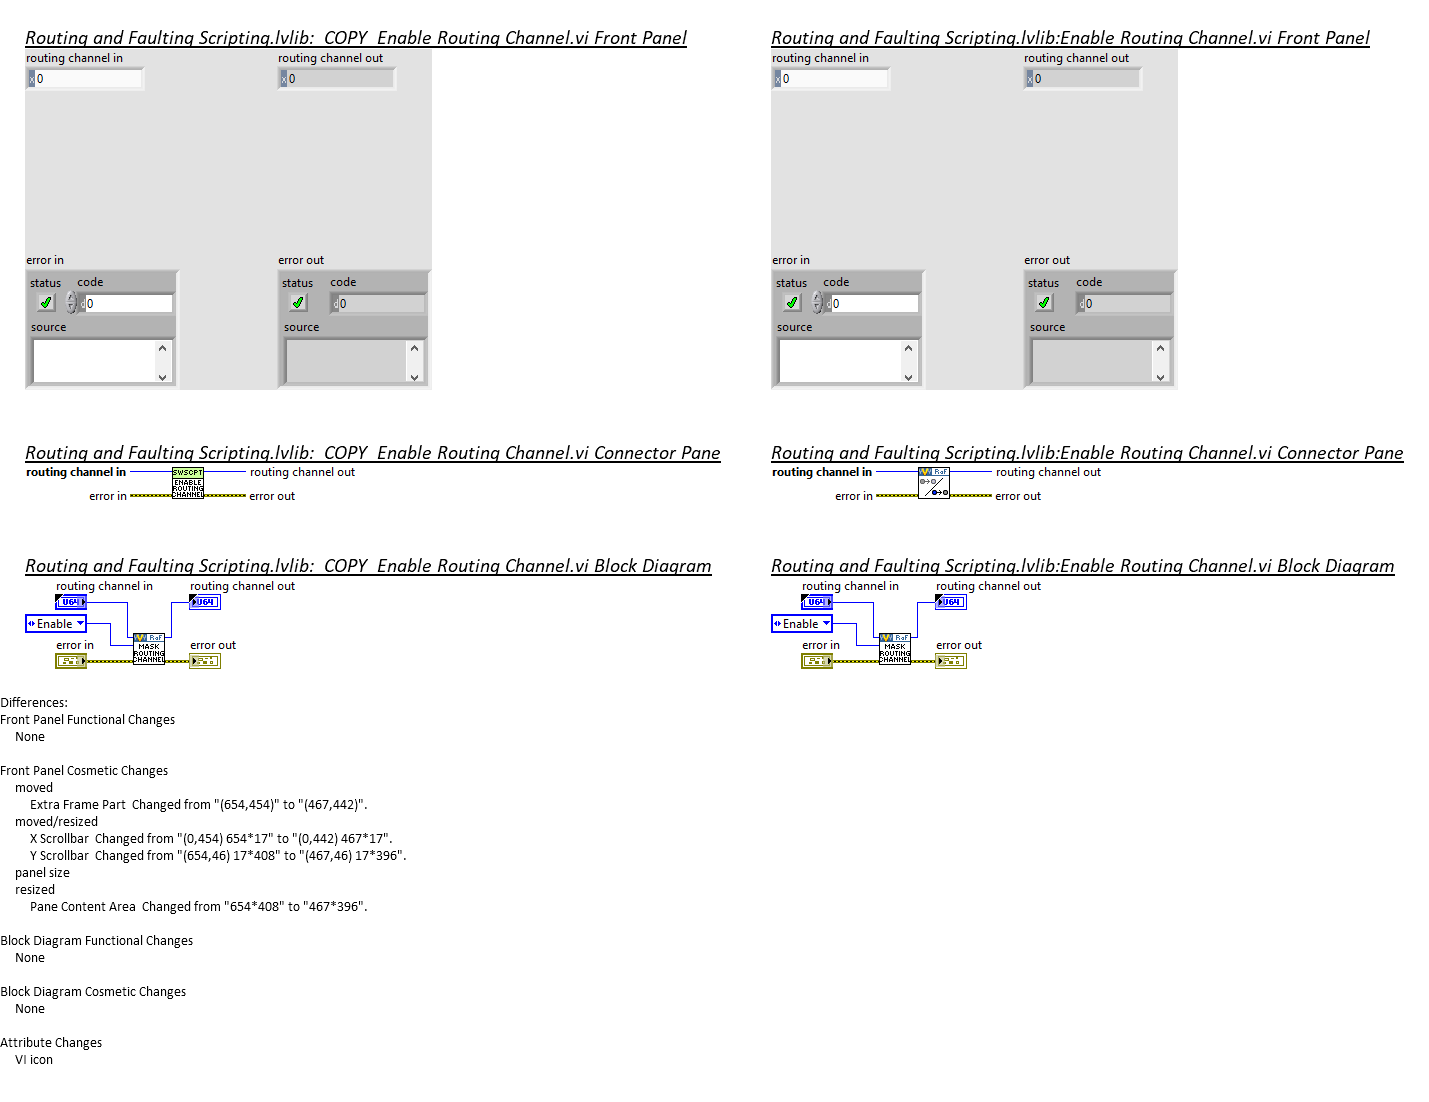 Routing and Faulting Scripting.lvlib:  COPY  Enable Routing Channel.vi Front Panel
routing channel in
routing channel out
x 0
x 0
error in
error out
status code
status code
d 0
d 0
source
source
Routing and Faulting Scripting.lvlib:Enable Routing Channel.vi Front Panel
routing channel in
routing channel out
x 0
x 0
error in
error out
status code
status code
d 0
d 0
source
source
Routing and Faulting Scripting.lvlib:  COPY  Enable Routing Channel.vi Connector Pane
routing channel in
SWSCPT
routing channel out
ENABLE
ROUTING
CHANNEL
error in
error out
Routing and Faulting Scripting.lvlib:Enable Routing Channel.vi Connector Pane
routing channel in
RaF
routing channel out
error in
error out
Routing and Faulting Scripting.lvlib:  COPY  Enable Routing Channel.vi Block Diagram
routing channel in
routing channel out
U64
U64
Enable
RaF
MASK
ROUTING
CHANNEL
error in
error out
Routing and Faulting Scripting.lvlib:Enable Routing Channel.vi Block Diagram
routing channel in
routing channel out
U64
U64
Enable
RaF
MASK
ROUTING
CHANNEL
error in
error out
Differences:
Front Panel Functional Changes
None
Front Panel Cosmetic Changes
moved
Extra Frame Part  Changed from "(654,454)" to "(467,442)".
moved/resized
X Scrollbar  Changed from "(0,454) 654*17" to "(0,442) 467*17".
Y Scrollbar  Changed from "(654,46) 17*408" to "(467,46) 17*396".
panel size
resized
Pane Content Area  Changed from "654*408" to "467*396".
Block Diagram Functional Changes
None
Block Diagram Cosmetic Changes
None
Attribute Changes
VI icon